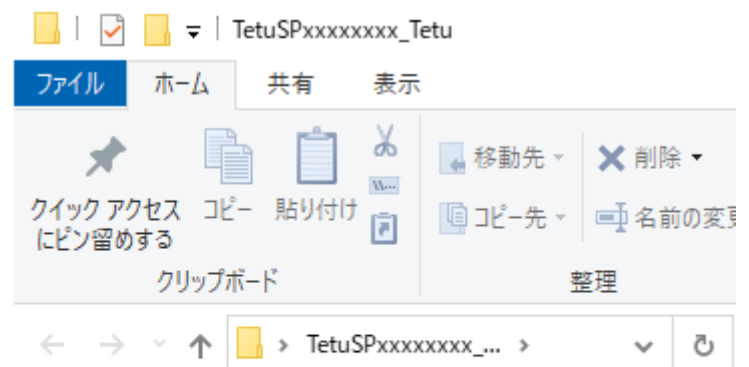 TetuSPxxxxxxxx_Tetu
ファイル ホーム 共有 表示
クイック アクセス
にピン留めする
コピー
貼り付け
移動先
コピー先
削除
名前の変更
クリップボード
整理
TetuSPxxxxxxxx_... >